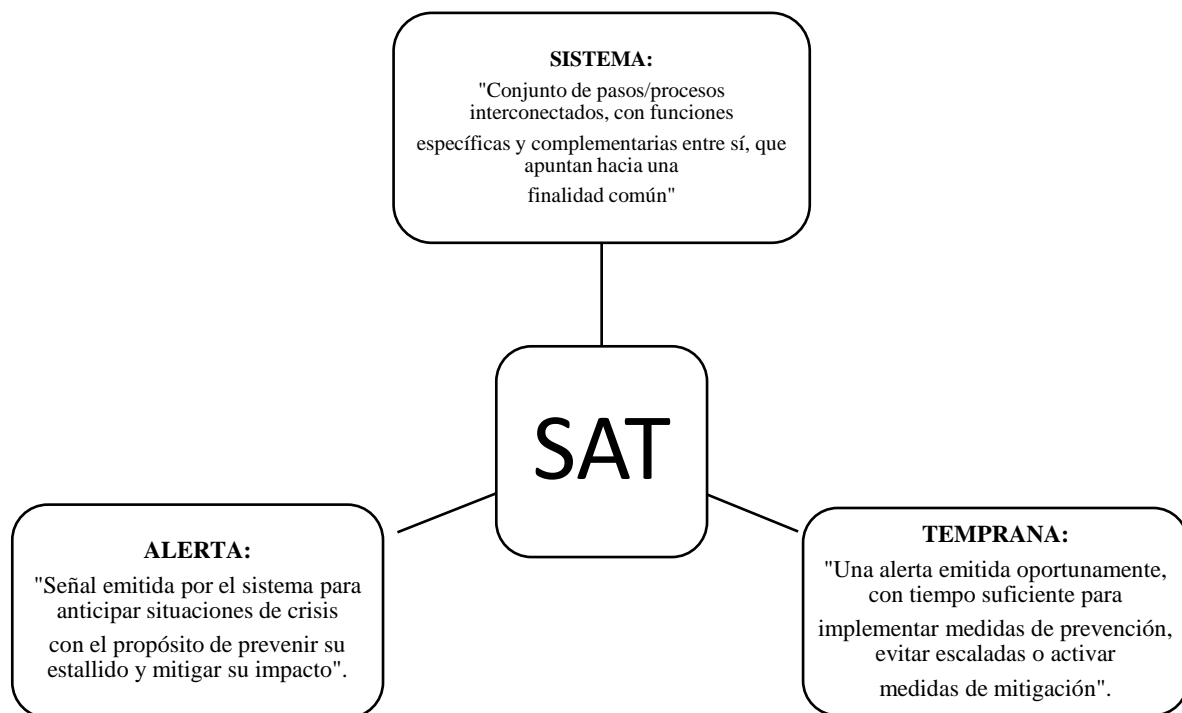 SISTEMA:
"Conjunto de pasos/procesos
interconectados, con funciones
específicas y complementarias entre sí, que
apuntan hacia una
finalidad común"
SAT
ALERTA:
"Señal emitida por el sistema para
anticipar situaciones de crisis
con el propósito de prevenir su
estallido y mitigar su impacto".
TEMPRANA:
"Una alerta emitida oportunamente,
con tiempo suficiente para
implementar medidas de prevención,
evitar escaladas o activar
medidas de mitigación".